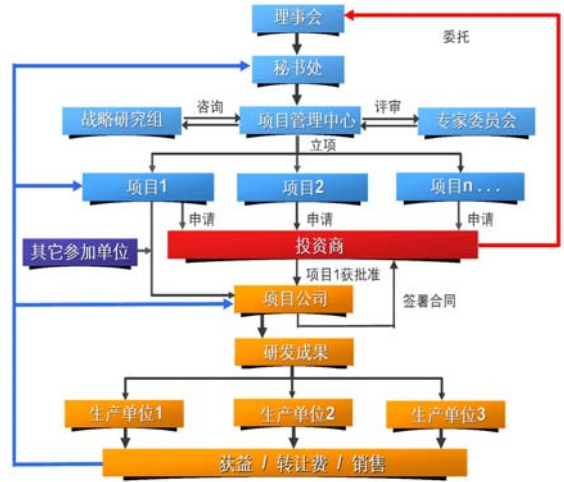 理事会
委托
秘书处
战略研究组
咨询
项目管理中心
评审
专家委员会
立项
项目1
项目2
项目n...
申请
申请
申请
其它参加单位
投资商
项目1获批准
项目公司
签署合同
研发成果
生产单位1
生产单位2
生产单位3
获益 / 转让费 / 销售